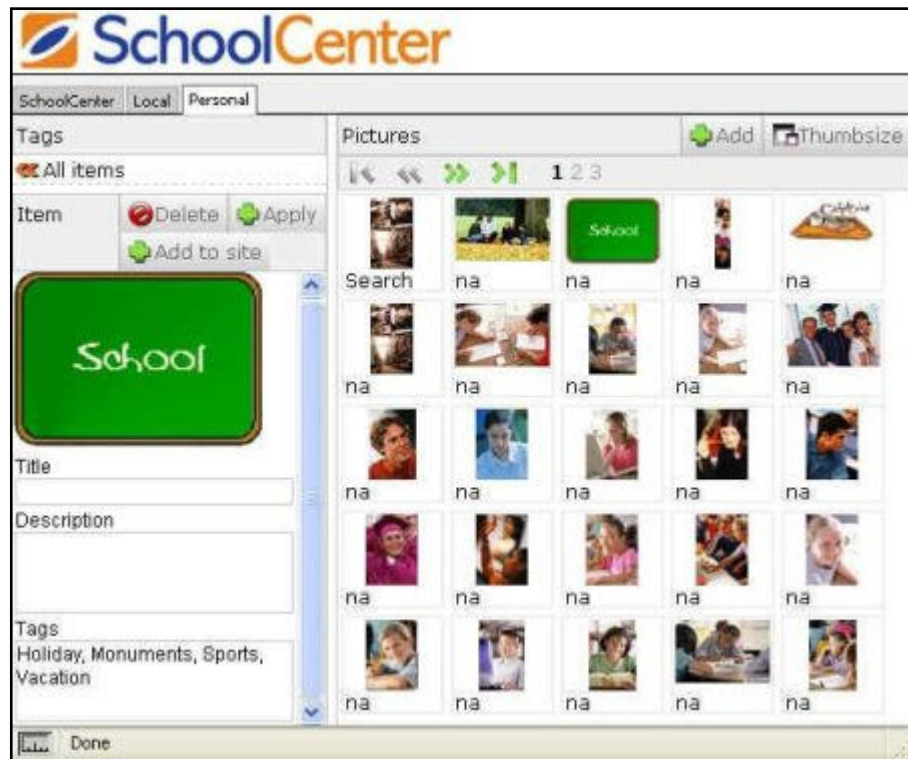 SchoolCenter
SchoolCenter Local Personal
Tags
All items
Item Delete Apply
Add to site
School
Title
Description
Tags
Holiday, Monuments, Sports,
Vacation
Pictures Add Thumbsize
1 2 3
School
Search na na na na
na na na na na
na na na na na
na na na na na
na na na na na
Done